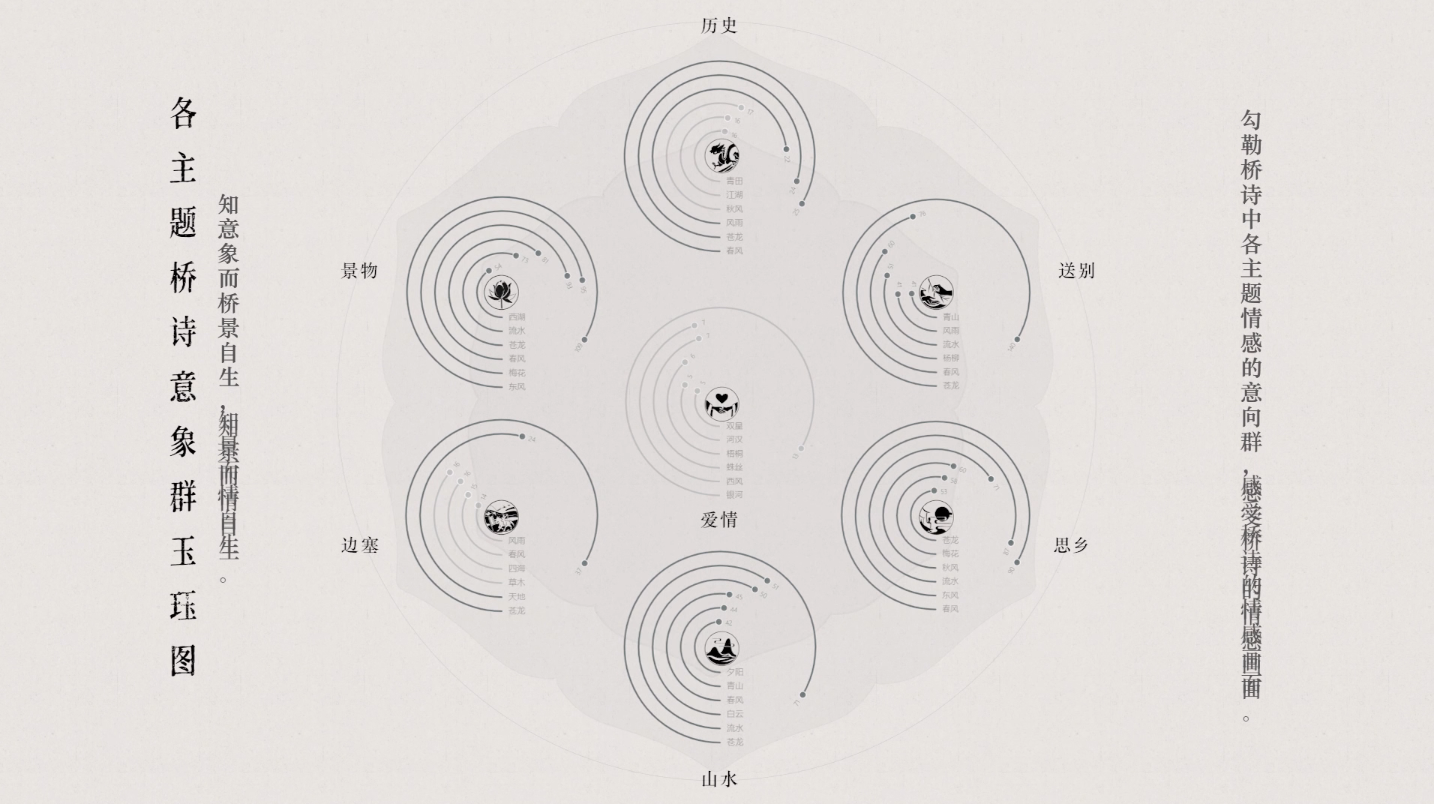 各主题桥诗意象群玉珏图
知意象而桥景自生，知景而情自生。
历史
青田
江湖
秋风
风雨
苍龙
春风
景物
西湖
流水
苍龙
春风
梅花
东风
送别
青山
风雨
流水
杨柳
春风
苍龙
双星
河汉
梧桐
蛛丝
西风
银河
爱情
边塞
风雨
春风
四海
草木
天地
苍龙
思乡
苍龙
梅花
秋风
流水
东风
春风
夕阳
青山
春风
白云
流水
苍龙
山水
勾勒桥诗中各主题情感的意向群，感受桥诗的情感画面。